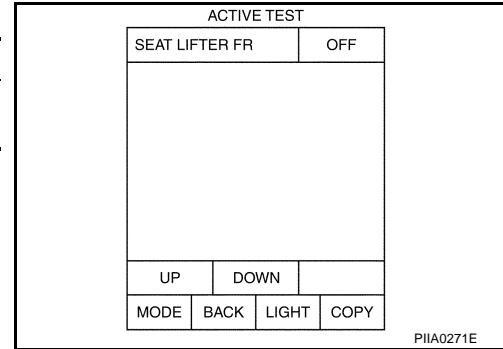 ACTIVE TEST
SEAT LIFTER FR OFF
UP DOWN
MODE BACK LIGHT COPY
PIIA0271E